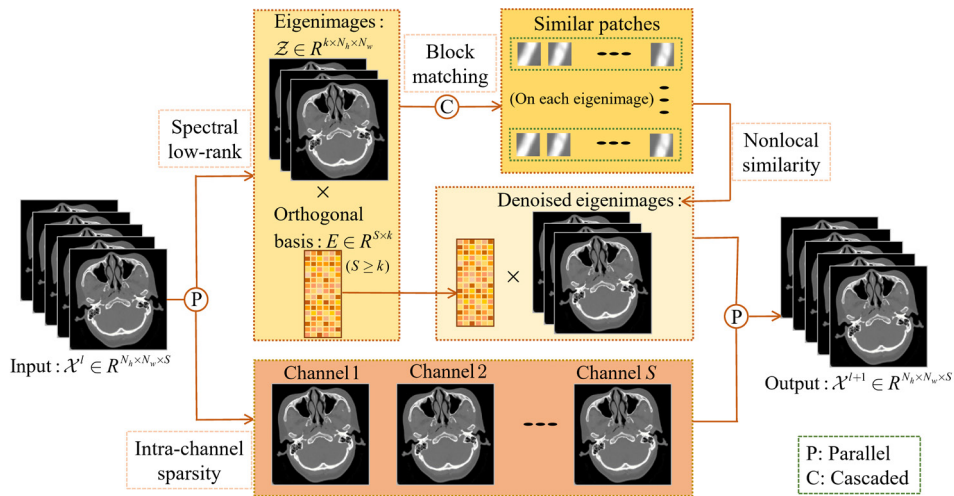 Eigenimages :
𝒵 ∈ R^{k×N_h×N_w}
Block
matching
C
Similar patches
(On each eigenimage)
Spectral
low-rank
Nonlocal
similarity
×
Orthogonal
basis : E ∈ R^{S×k}
(S ≥ k)
Denoised eigenimages :
×
P
P
Input : 𝒳^l ∈ R^{N_h×N_w×S}
Output : 𝒳^{l+1} ∈ R^{N_h×N_w×S}
Channel 1
Channel 2
Channel S
Intra-channel
sparsity
P: Parallel
C: Cascaded